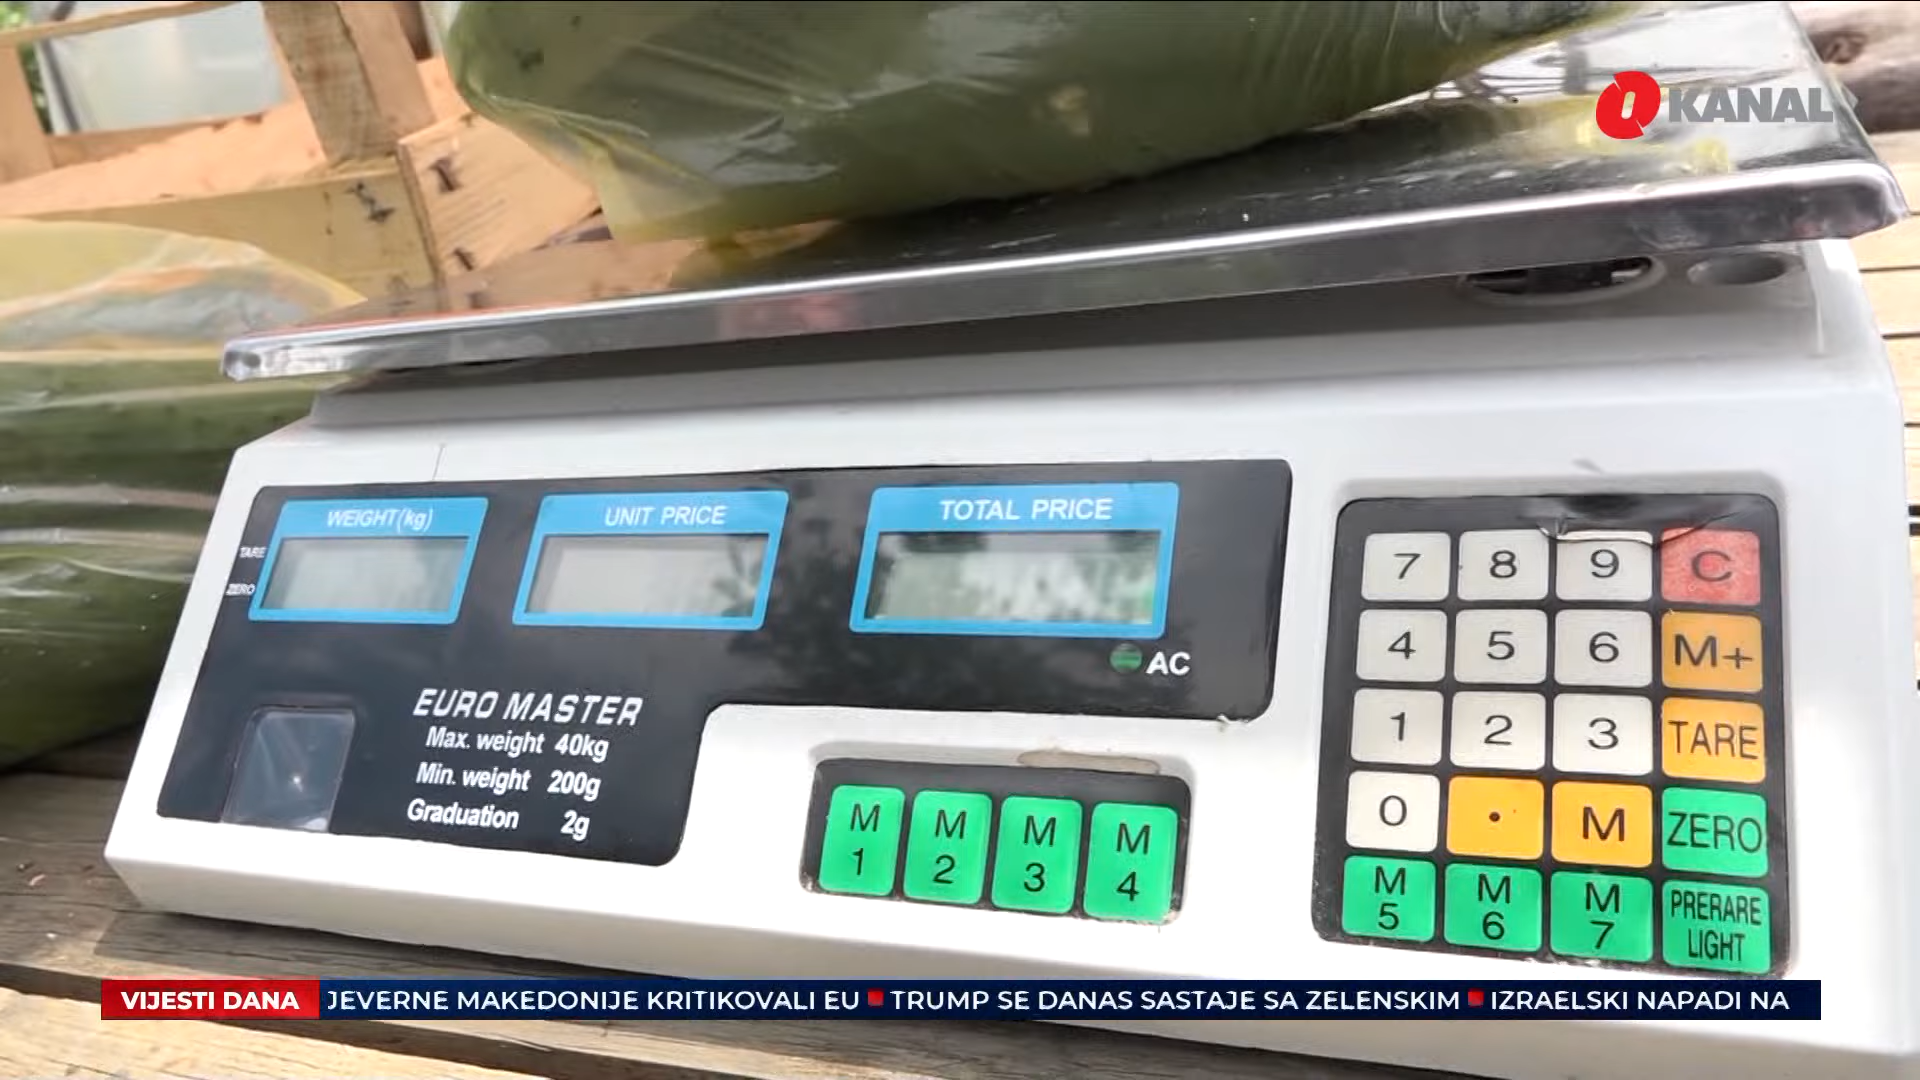 O KANAL
WEIGHT(kg)
UNIT PRICE
TOTAL PRICE
TARE
ZERO
AC
EURO MASTER
Max. weight 40kg
Min. weight 200g
Graduation 2g
7 8 9 C
4 5 6 M+
1 2 3 TARE
0 . M ZERO
M 1
M 2
M 3
M 4
M 5
M 6
M 7
PRERARE
LIGHT
VIJESTI DANA
JEVERNE MAKEDONIJE KRITIKOVALI EU ▪ TRUMP SE DANAS SASTAJE SA ZELENSKIM ▪ IZRAELSKI NAPADI NA